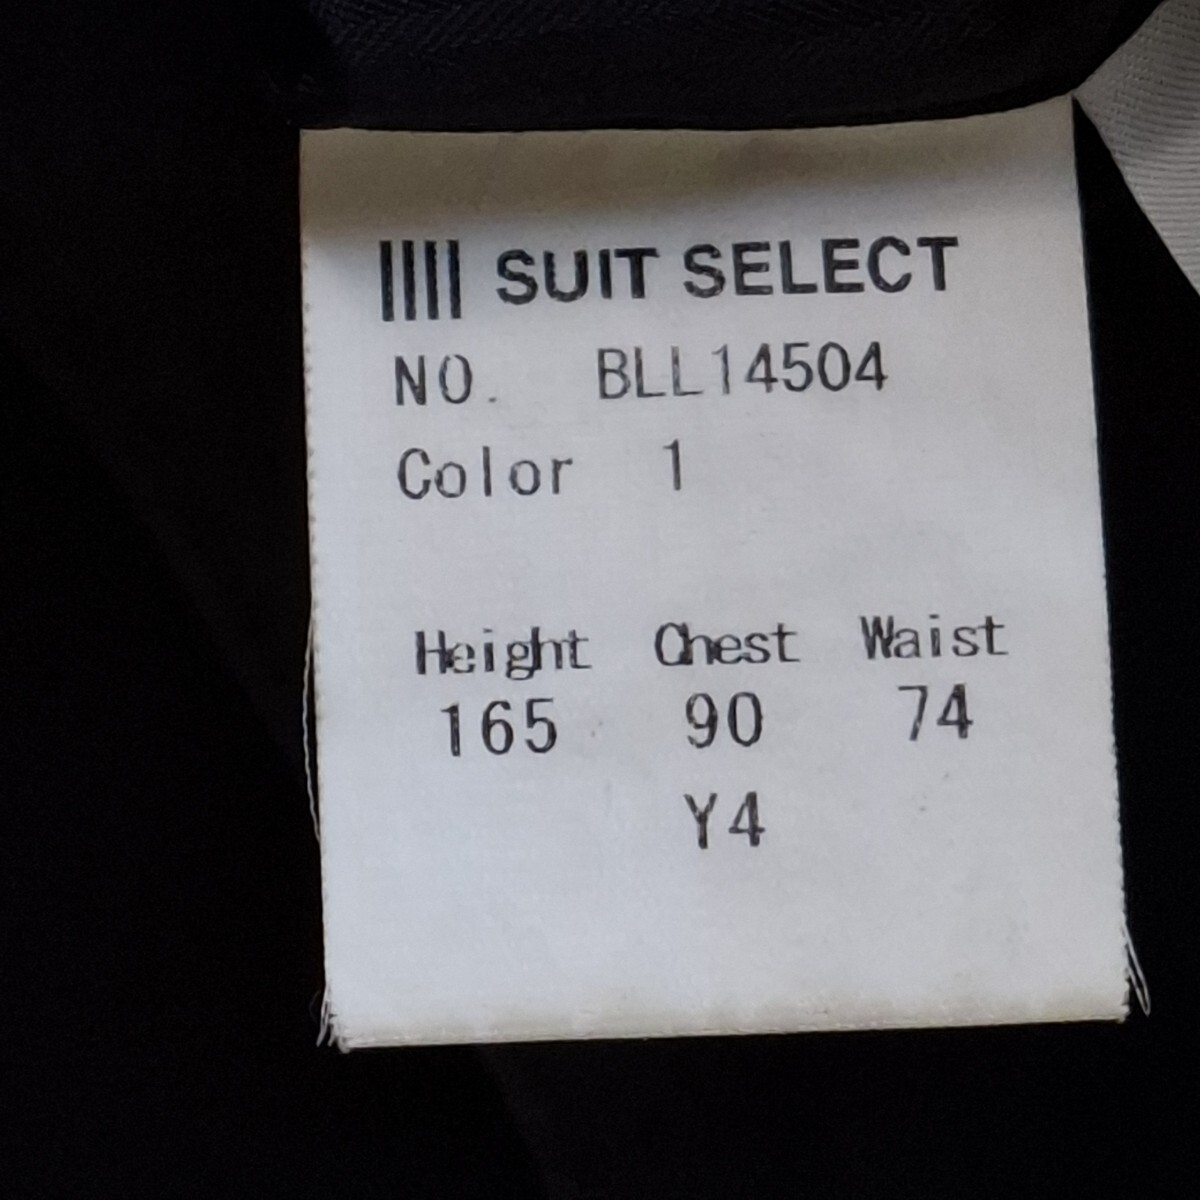 SUIT SELECT
NO. BLL14504
Color 1
Height Chest Waist
165 90 74
Y4